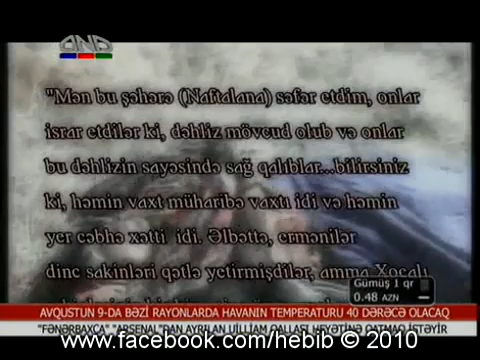 ANS
"Mən bu şəhərə (Naftalana) səfər etdim, onlar
israr etdilər ki, dəhliz mövcud olub və onlar
bu dəhlizin sayəsində sağ qalıblar...bilirsiniz
ki, həmin vaxt müharibə vaxtı idi və həmin
yer cəbhə xətti idi. Əlbəttə, ermənilər
dinc sakinləri qətlə yetirmişdilər, amma Xocalı
Gümüş 1 qr
0.48 AZN
AVQUSTUN 9-DA BƏZİ RAYONLARDA HAVANIN TEMPERATURU 40 DƏRƏCƏ OLACAQ
"FƏNƏRBAXÇA" "ARSENAL"DAN AYRILAN UİLLİAM QALLASI HEYƏTİNƏ QATMAQ İSTƏYİR
www.facebook.com/hebib © 2010